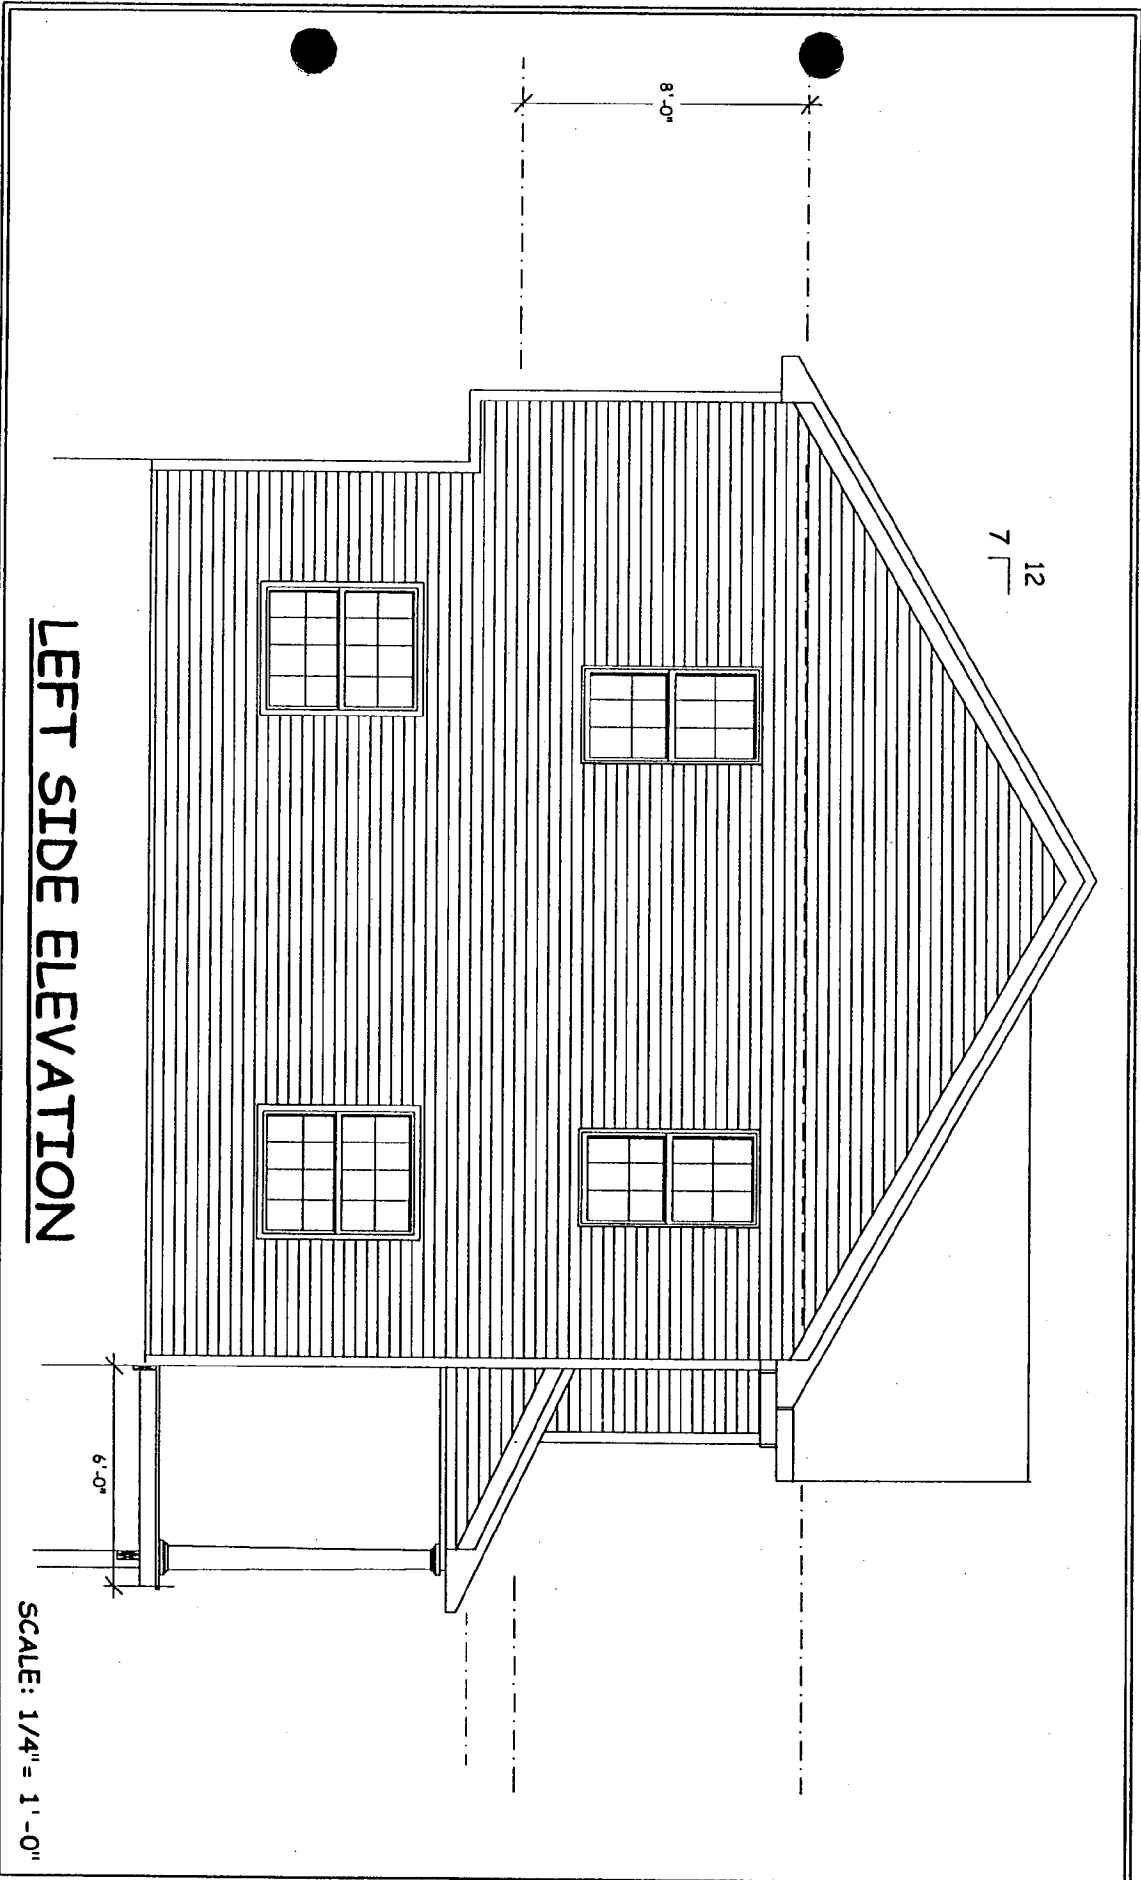 12
7
8'-0"
6'-0"
LEFT SIDE ELEVATION
SCALE: 1/4" = 1'-0"